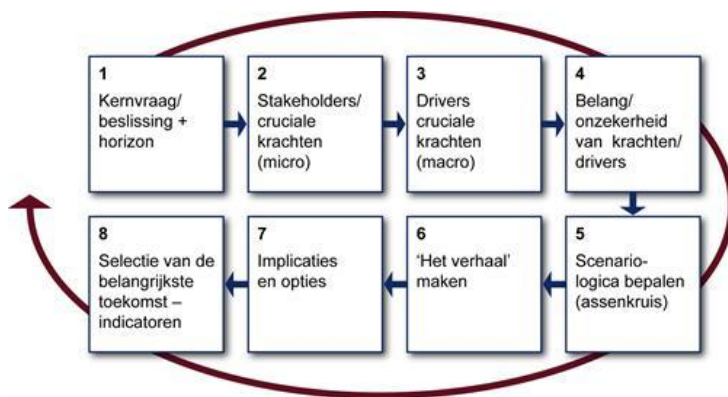 1
Kernvraag/
beslissing +
horizon
2
Stakeholders/
cruciale
krachten
(micro)
3
Drivers
cruciale
krachten
(macro)
4
Belang/
onzekerheid
van krachten/
drivers
5
Scenario-
logica bepalen
(assenkruis)
6
‘Het verhaal’
maken
7
Implicaties
en opties
8
Selectie van de
belangrijkste
toekomst –
indicatoren